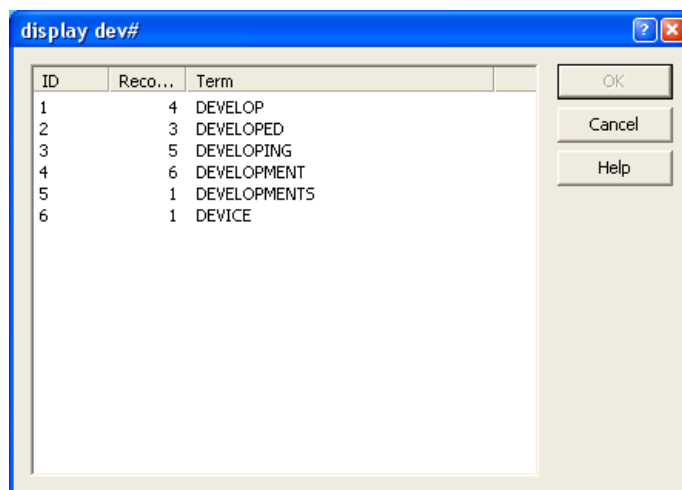 display dev#
ID Reco... Term
1 4 DEVELOP
2 3 DEVELOPED
3 5 DEVELOPING
4 6 DEVELOPMENT
5 1 DEVELOPMENTS
6 1 DEVICE
OK
Cancel
Help